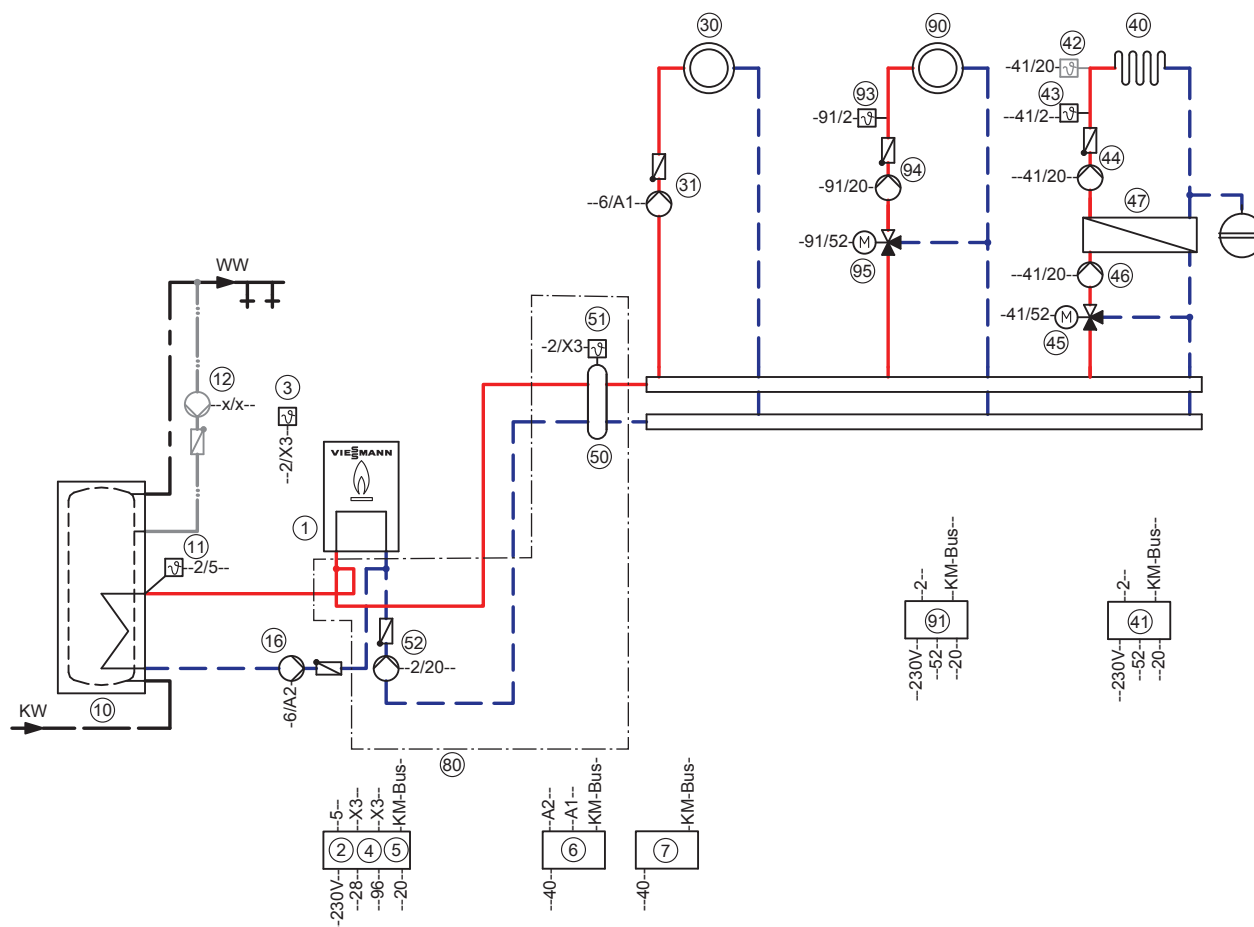 30
90
42
40
-41/20-
93
43
-91/2-
--41/2--
94
44
31
-91/20-
--41/20--
--6/A1--
47
-91/52-
M
95
--41/20--
46
-41/52-
M
45
WW
51
-2/X3-
12
3
--x/x--
--2/X3--
VIESMANN
50
1
11
--2/5--
16
52
--2/20--
-6/A2--
10
KW
80
--2-
KM-Bus--
91
--230V--
--52--
--20--
--2-
KM-Bus--
41
--230V--
--52--
--20--
--5--
--X3--
--X3--
KM-Bus-
2
4
5
--230V--
--28--
--96--
--20--
--A2--
--A1--
--KM-Bus-
6
--40--
--KM-Bus-
7
--40--